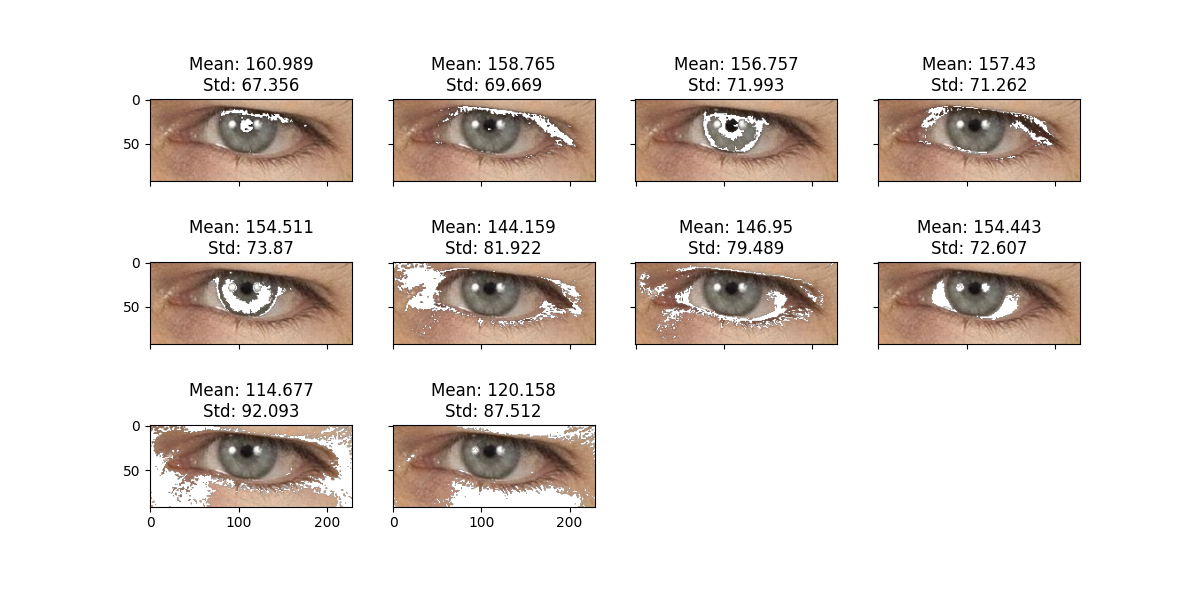 Mean: 160.989
Std: 67.356
Mean: 158.765
Std: 69.669
Mean: 156.757
Std: 71.993
Mean: 157.43
Std: 71.262
0
50
Mean: 154.511
Std: 73.87
Mean: 144.159
Std: 81.922
Mean: 146.95
Std: 79.489
Mean: 154.443
Std: 72.607
0
50
Mean: 114.677
Std: 92.093
Mean: 120.158
Std: 87.512
0
50
0 100 200
0 100 200